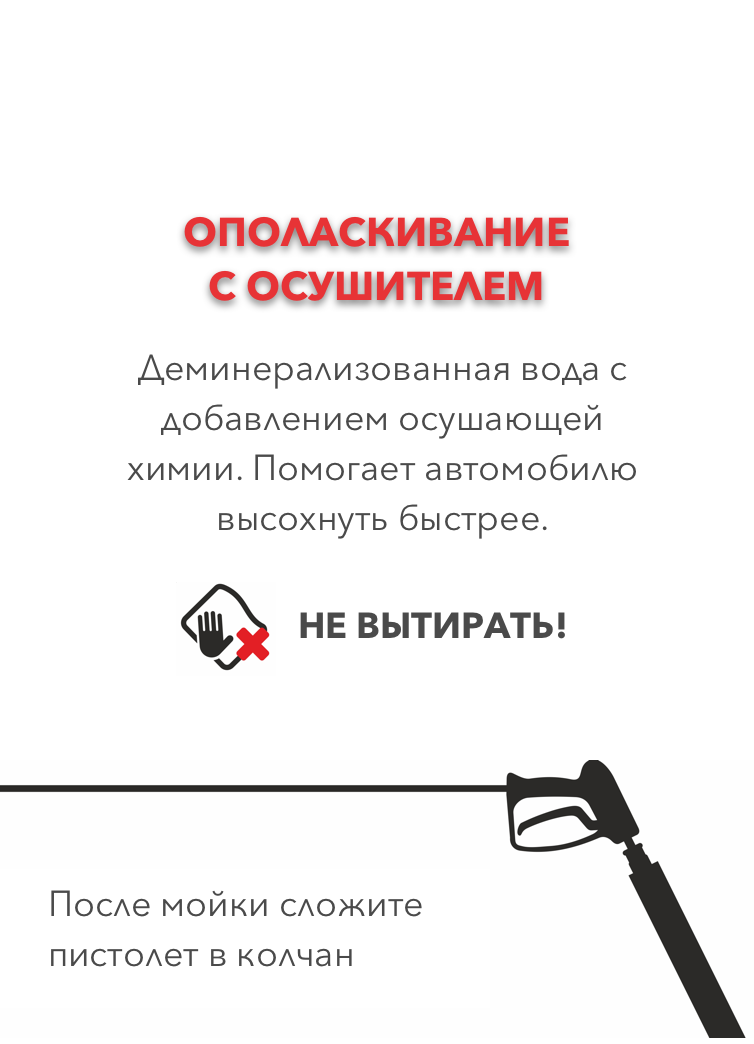 ОПОЛАСКИВАНИЕ
С ОСУШИТЕЛЕМ
Деминерализованная вода с
добавлением осушающей
химии. Помогает автомобилю
высохнуть быстрее.
НЕ ВЫТИРАТЬ!
После мойки сложите
пистолет в колчан